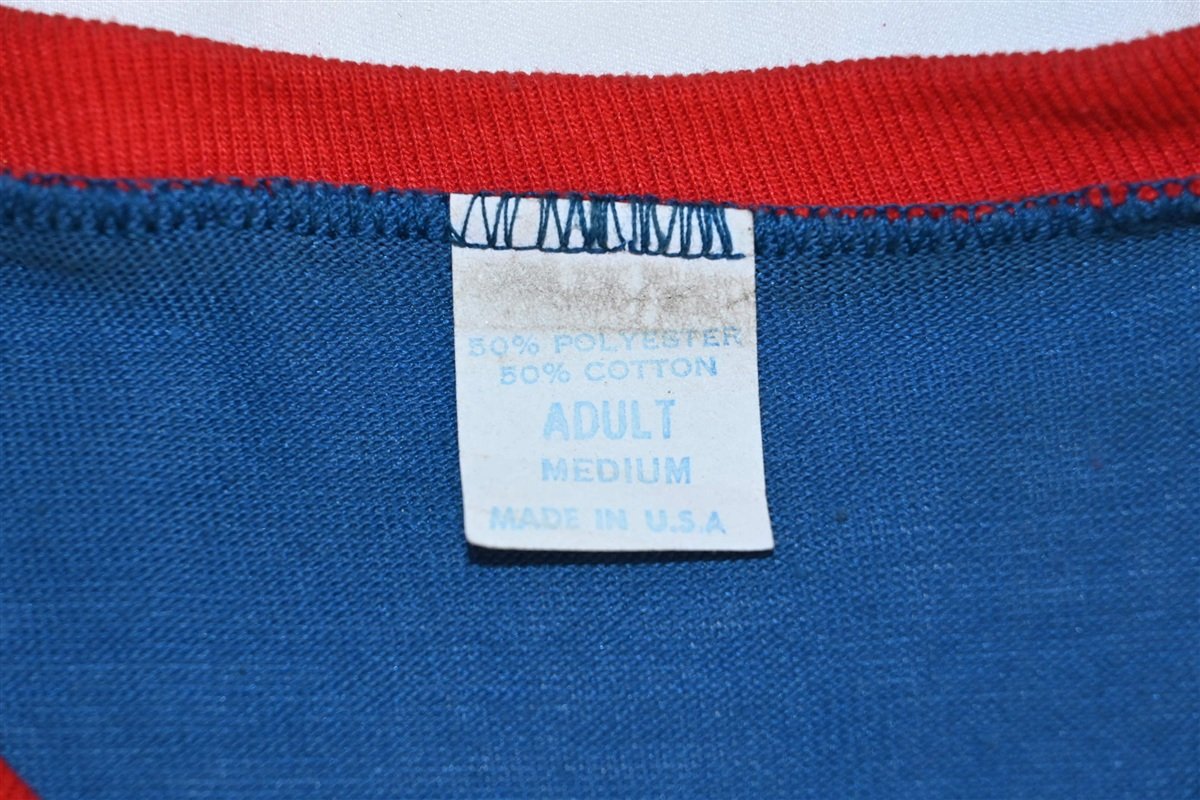 50% POLYESTER
50% COTTON
ADULT
MEDIUM
MADE IN U.S.A